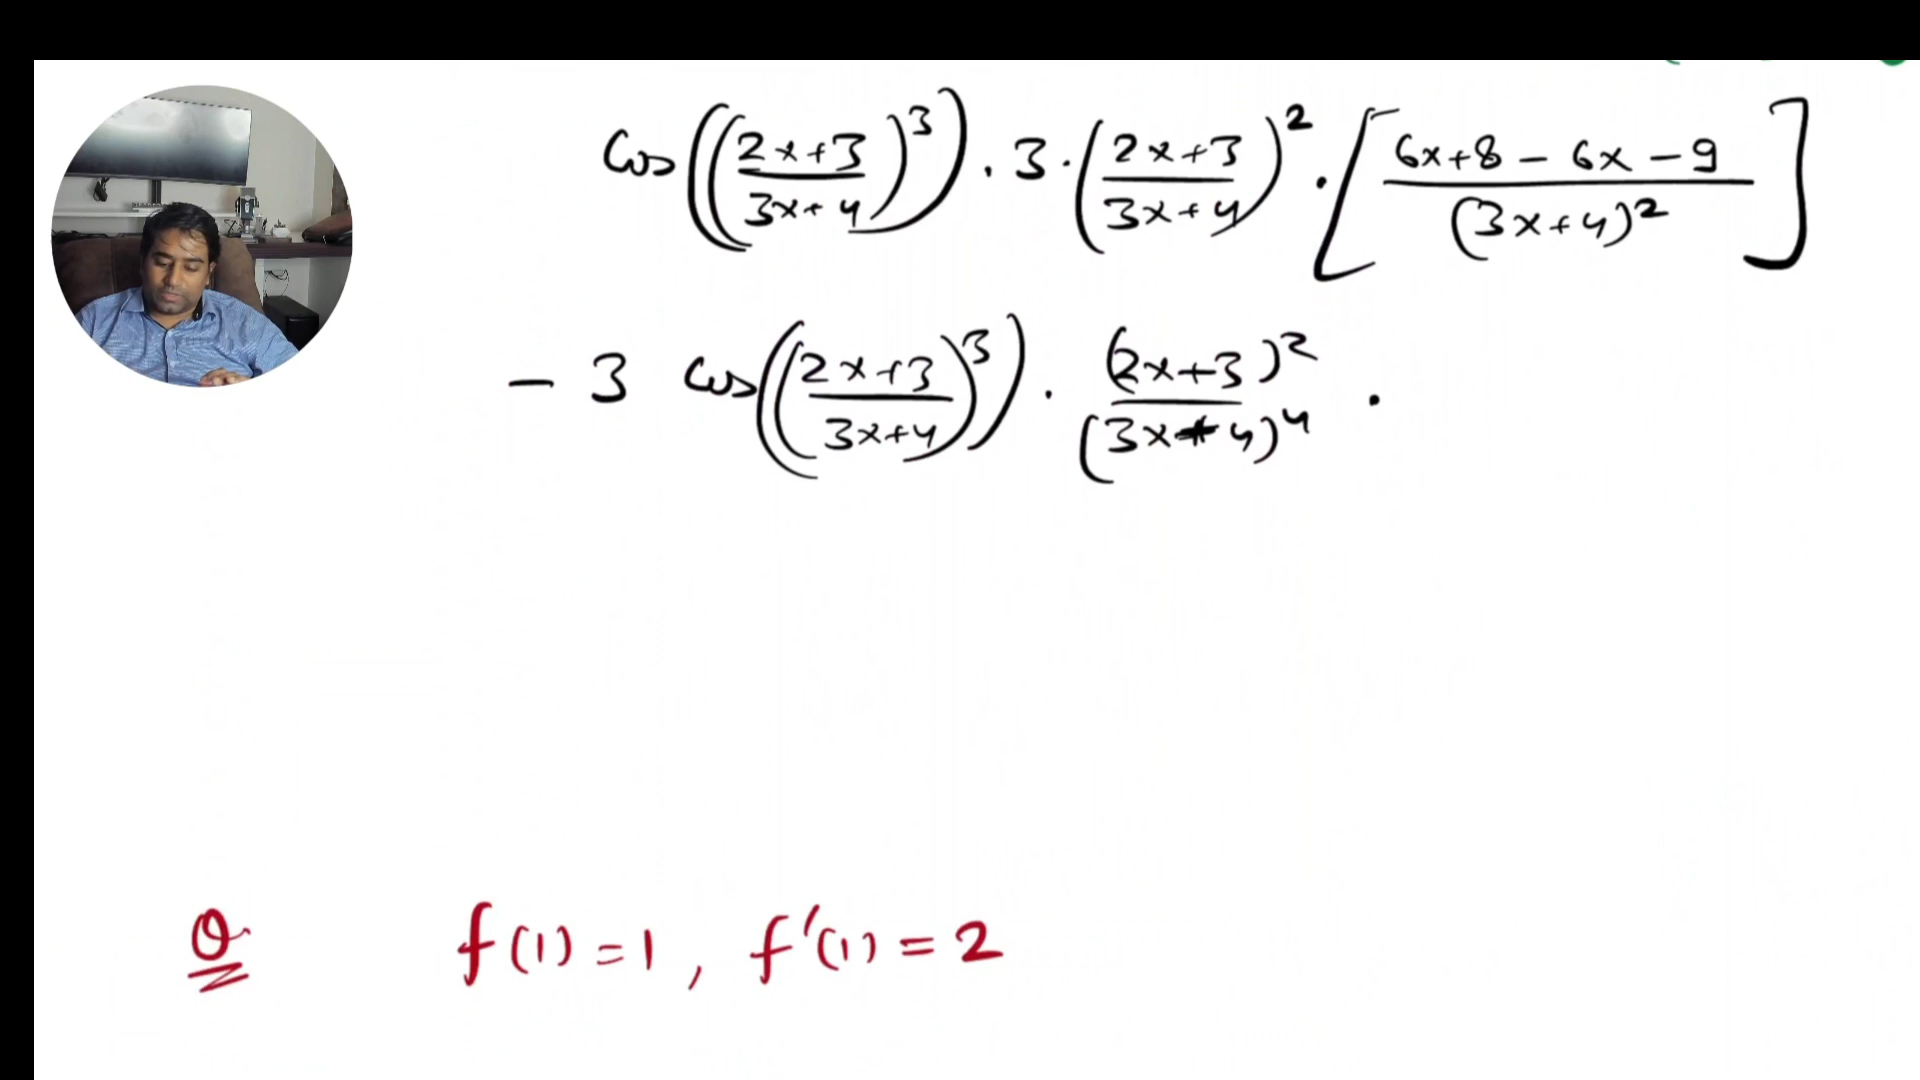 cos(((2x+3)/(3x+4))^3) . 3 . ((2x+3)/(3x+4))^2 . [(6x+8 - 6x - 9)/(3x+4)^2]
- 3 cos(((2x+3)/(3x+4))^3) . (2x+3)^2/(3x+4)^4 .
Q f(1) = 1, f'(1) = 2